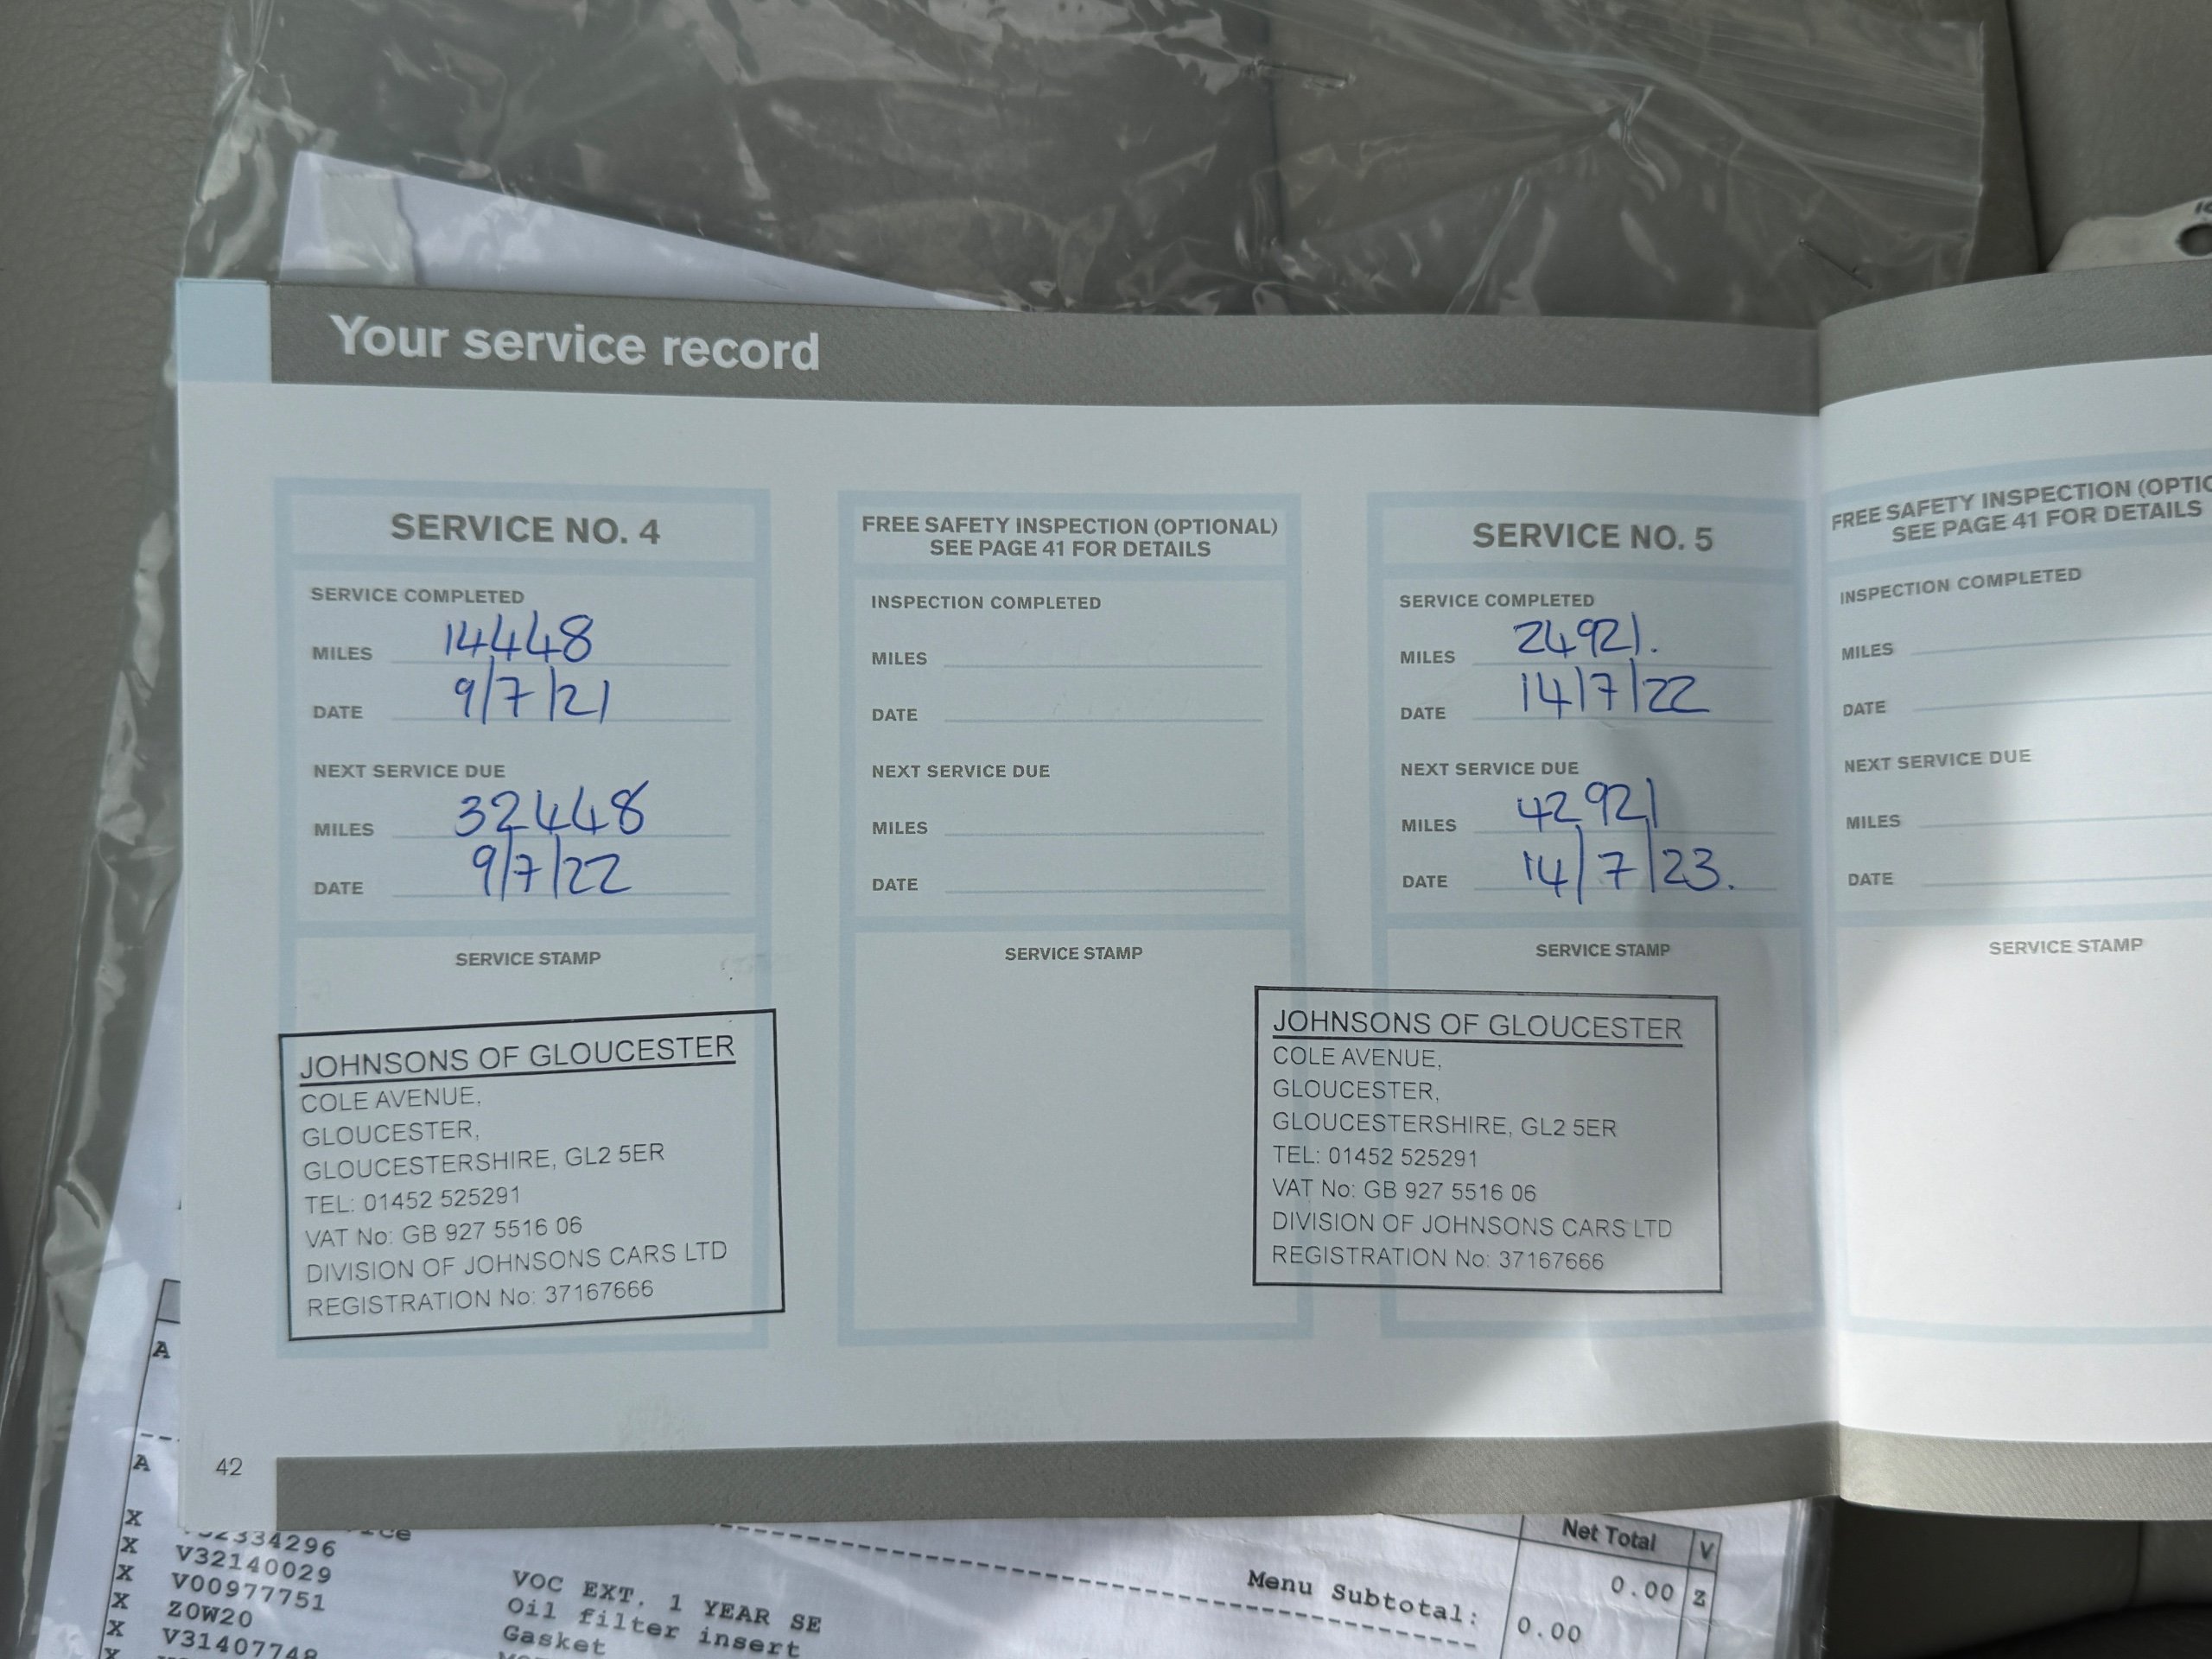 Your service record
SERVICE NO. 4
SERVICE COMPLETED
MILES 14448
DATE 9/7/21
NEXT SERVICE DUE
MILES 32448
DATE 9/7/22
SERVICE STAMP
JOHNSONS OF GLOUCESTER
COLE AVENUE,
GLOUCESTER,
GLOUCESTERSHIRE, GL2 5ER
TEL: 01452 525291
VAT No: GB 927 5516 06
DIVISION OF JOHNSONS CARS LTD
REGISTRATION No: 37167666
FREE SAFETY INSPECTION (OPTIONAL)
SEE PAGE 41 FOR DETAILS
INSPECTION COMPLETED
MILES
DATE
NEXT SERVICE DUE
MILES
DATE
SERVICE STAMP
SERVICE NO. 5
SERVICE COMPLETED
MILES 24921.
DATE 14/7/22
NEXT SERVICE DUE
MILES 42921
DATE 14/7/23.
SERVICE STAMP
JOHNSONS OF GLOUCESTER
COLE AVENUE,
GLOUCESTER,
GLOUCESTERSHIRE, GL2 5ER
TEL: 01452 525291
VAT No: GB 927 5516 06
DIVISION OF JOHNSONS CARS LTD
REGISTRATION No: 37167666
FREE SAFETY INSPECTION
SEE PAGE 41 FOR DETAILS
INSPECTION COMPLETED
MILES
DATE
NEXT SERVICE DUE
MILES
DATE
SERVICE STAMP
42
A
A
X
X V32140029
X V00977751
X Z0W20
X
VOC EXT. 1 YEAR SE
Oil filter insert
Gasket
Net Total V
Menu Subtotal: 0.00 Z
0.00